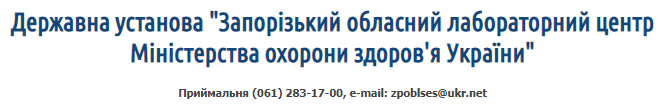 Державна установа "Запорізький обласний лабораторний центр
Міністерства охорони здоров'я України"
Приймальня (061) 283-17-00, e-mail: zpoblses@ukr.net